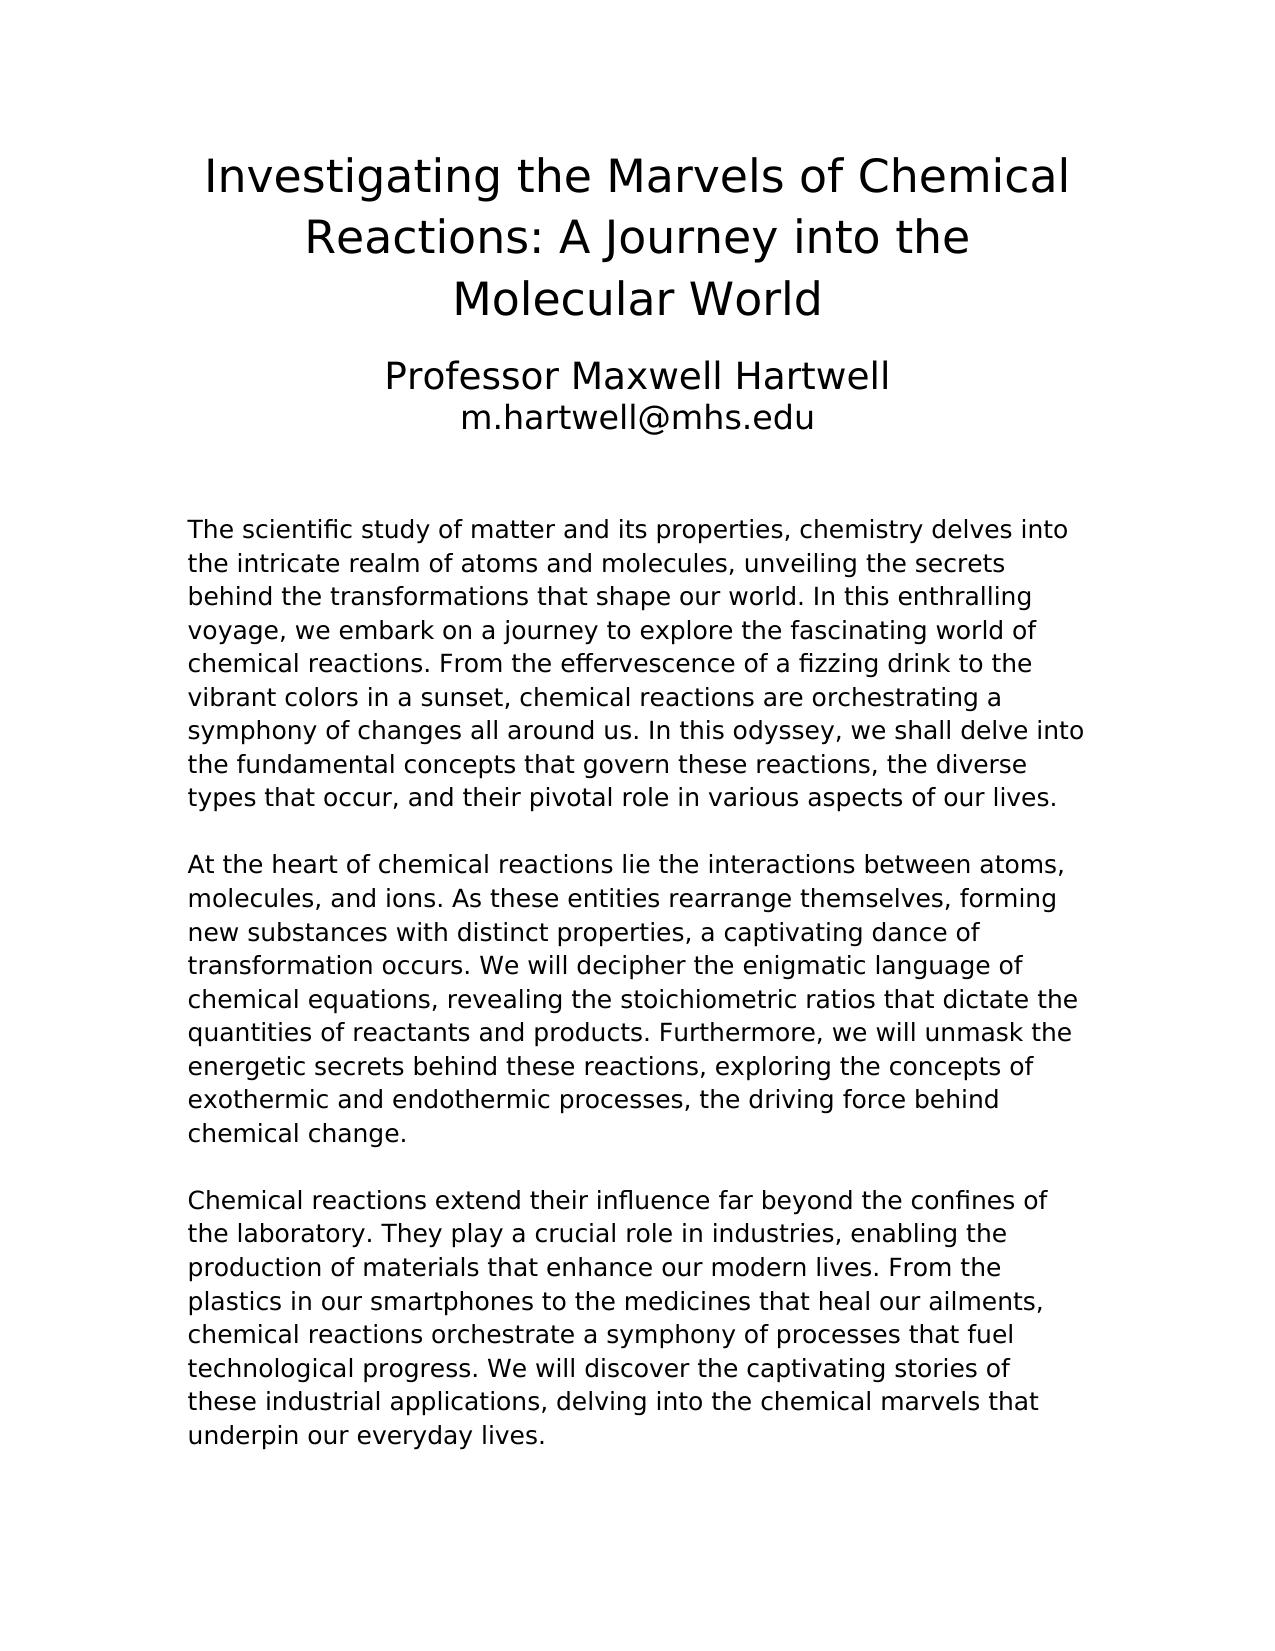 Investigating the Marvels of Chemical
Reactions: A Journey into the
Molecular World
Professor Maxwell Hartwell
m.hartwell@mhs.edu
The scientific study of matter and its properties, chemistry delves into
the intricate realm of atoms and molecules, unveiling the secrets
behind the transformations that shape our world. In this enthralling
voyage, we embark on a journey to explore the fascinating world of
chemical reactions. From the effervescence of a fizzing drink to the
vibrant colors in a sunset, chemical reactions are orchestrating a
symphony of changes all around us. In this odyssey, we shall delve into
the fundamental concepts that govern these reactions, the diverse
types that occur, and their pivotal role in various aspects of our lives.
At the heart of chemical reactions lie the interactions between atoms,
molecules, and ions. As these entities rearrange themselves, forming
new substances with distinct properties, a captivating dance of
transformation occurs. We will decipher the enigmatic language of
chemical equations, revealing the stoichiometric ratios that dictate the
quantities of reactants and products. Furthermore, we will unmask the
energetic secrets behind these reactions, exploring the concepts of
exothermic and endothermic processes, the driving force behind
chemical change.
Chemical reactions extend their influence far beyond the confines of
the laboratory. They play a crucial role in industries, enabling the
production of materials that enhance our modern lives. From the
plastics in our smartphones to the medicines that heal our ailments,
chemical reactions orchestrate a symphony of processes that fuel
technological progress. We will discover the captivating stories of
these industrial applications, delving into the chemical marvels that
underpin our everyday lives.